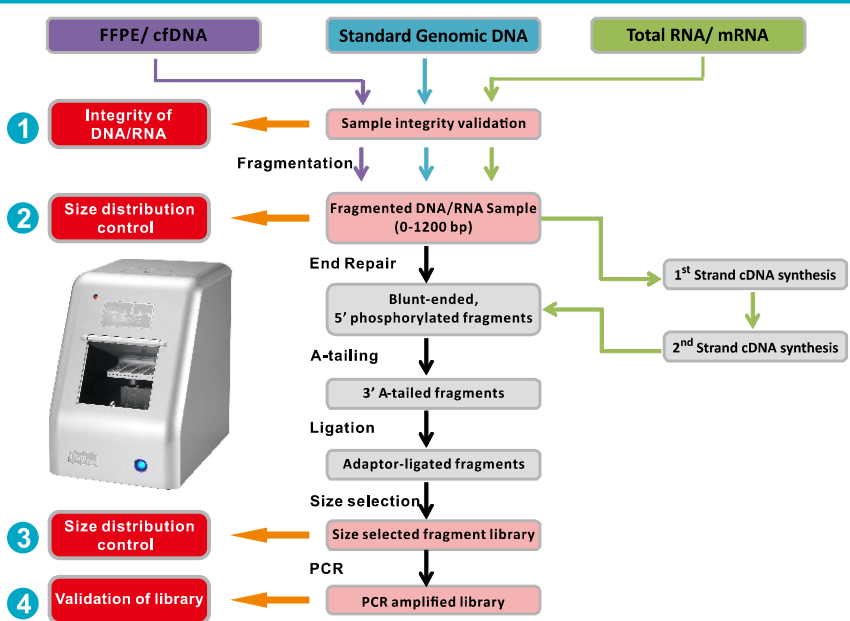 FFPE/ cfDNA
Standard Genomic DNA
Total RNA/ mRNA
1
Integrity of
DNA/RNA
Sample integrity validation
Fragmentation
2
Size distribution
control
Fragmented DNA/RNA Sample
(0-1200 bp)
End Repair
1st Strand cDNA synthesis
Blunt-ended,
5’ phosphorylated fragments
2nd Strand cDNA synthesis
A-tailing
3’ A-tailed fragments
Ligation
Adaptor-ligated fragments
Size selection
3
Size distribution
control
Size selected fragment library
PCR
4
Validation of library
PCR amplified library